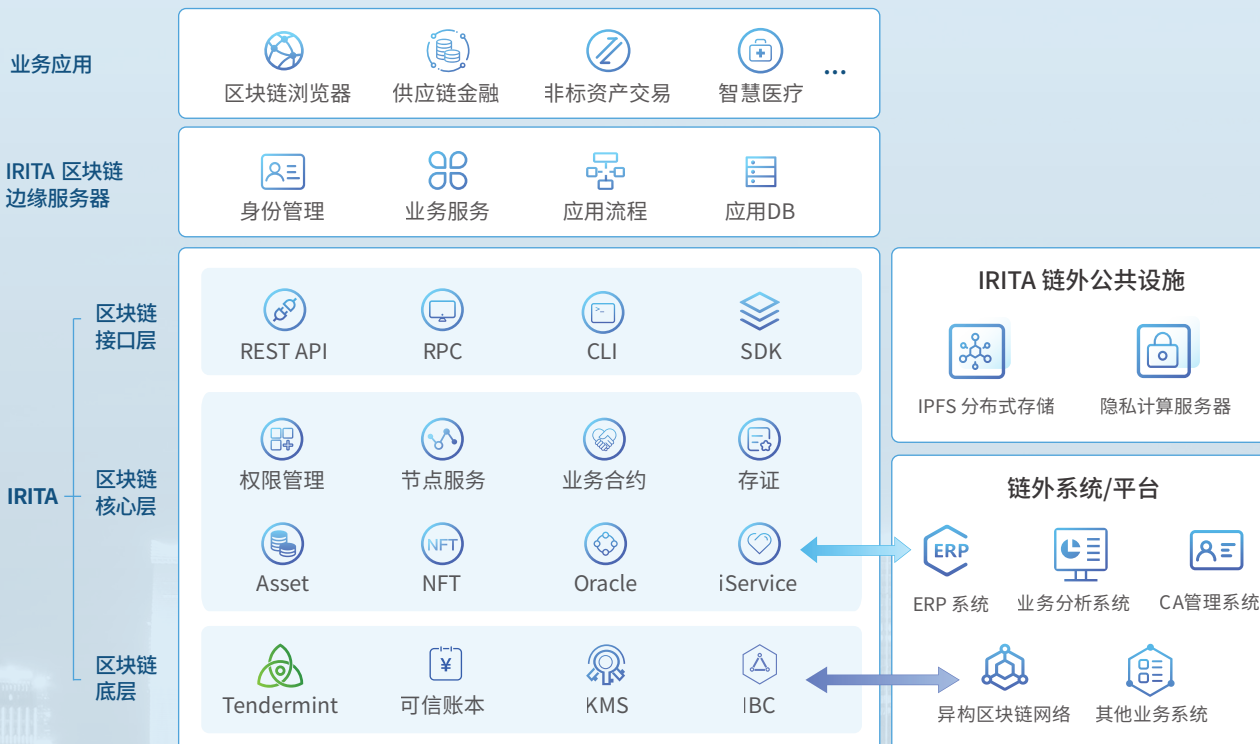 业务应用
区块链浏览器
供应链金融
非标资产交易
智慧医疗
...
IRITA 区块链
边缘服务器
身份管理
业务服务
应用流程
应用DB
IRITA
区块链
接口层
REST API
RPC
>_
CLI
SDK
区块链
核心层
权限管理
节点服务
业务合约
存证
Asset
NFT
NFT
Oracle
iService
区块链
底层
Tendermint
¥
可信账本
KMS
IBC
IRITA 链外公共设施
IPFS 分布式存储
隐私计算服务器
链外系统/平台
ERP
ERP 系统
业务分析系统
CA管理系统
异构区块链网络
其他业务系统